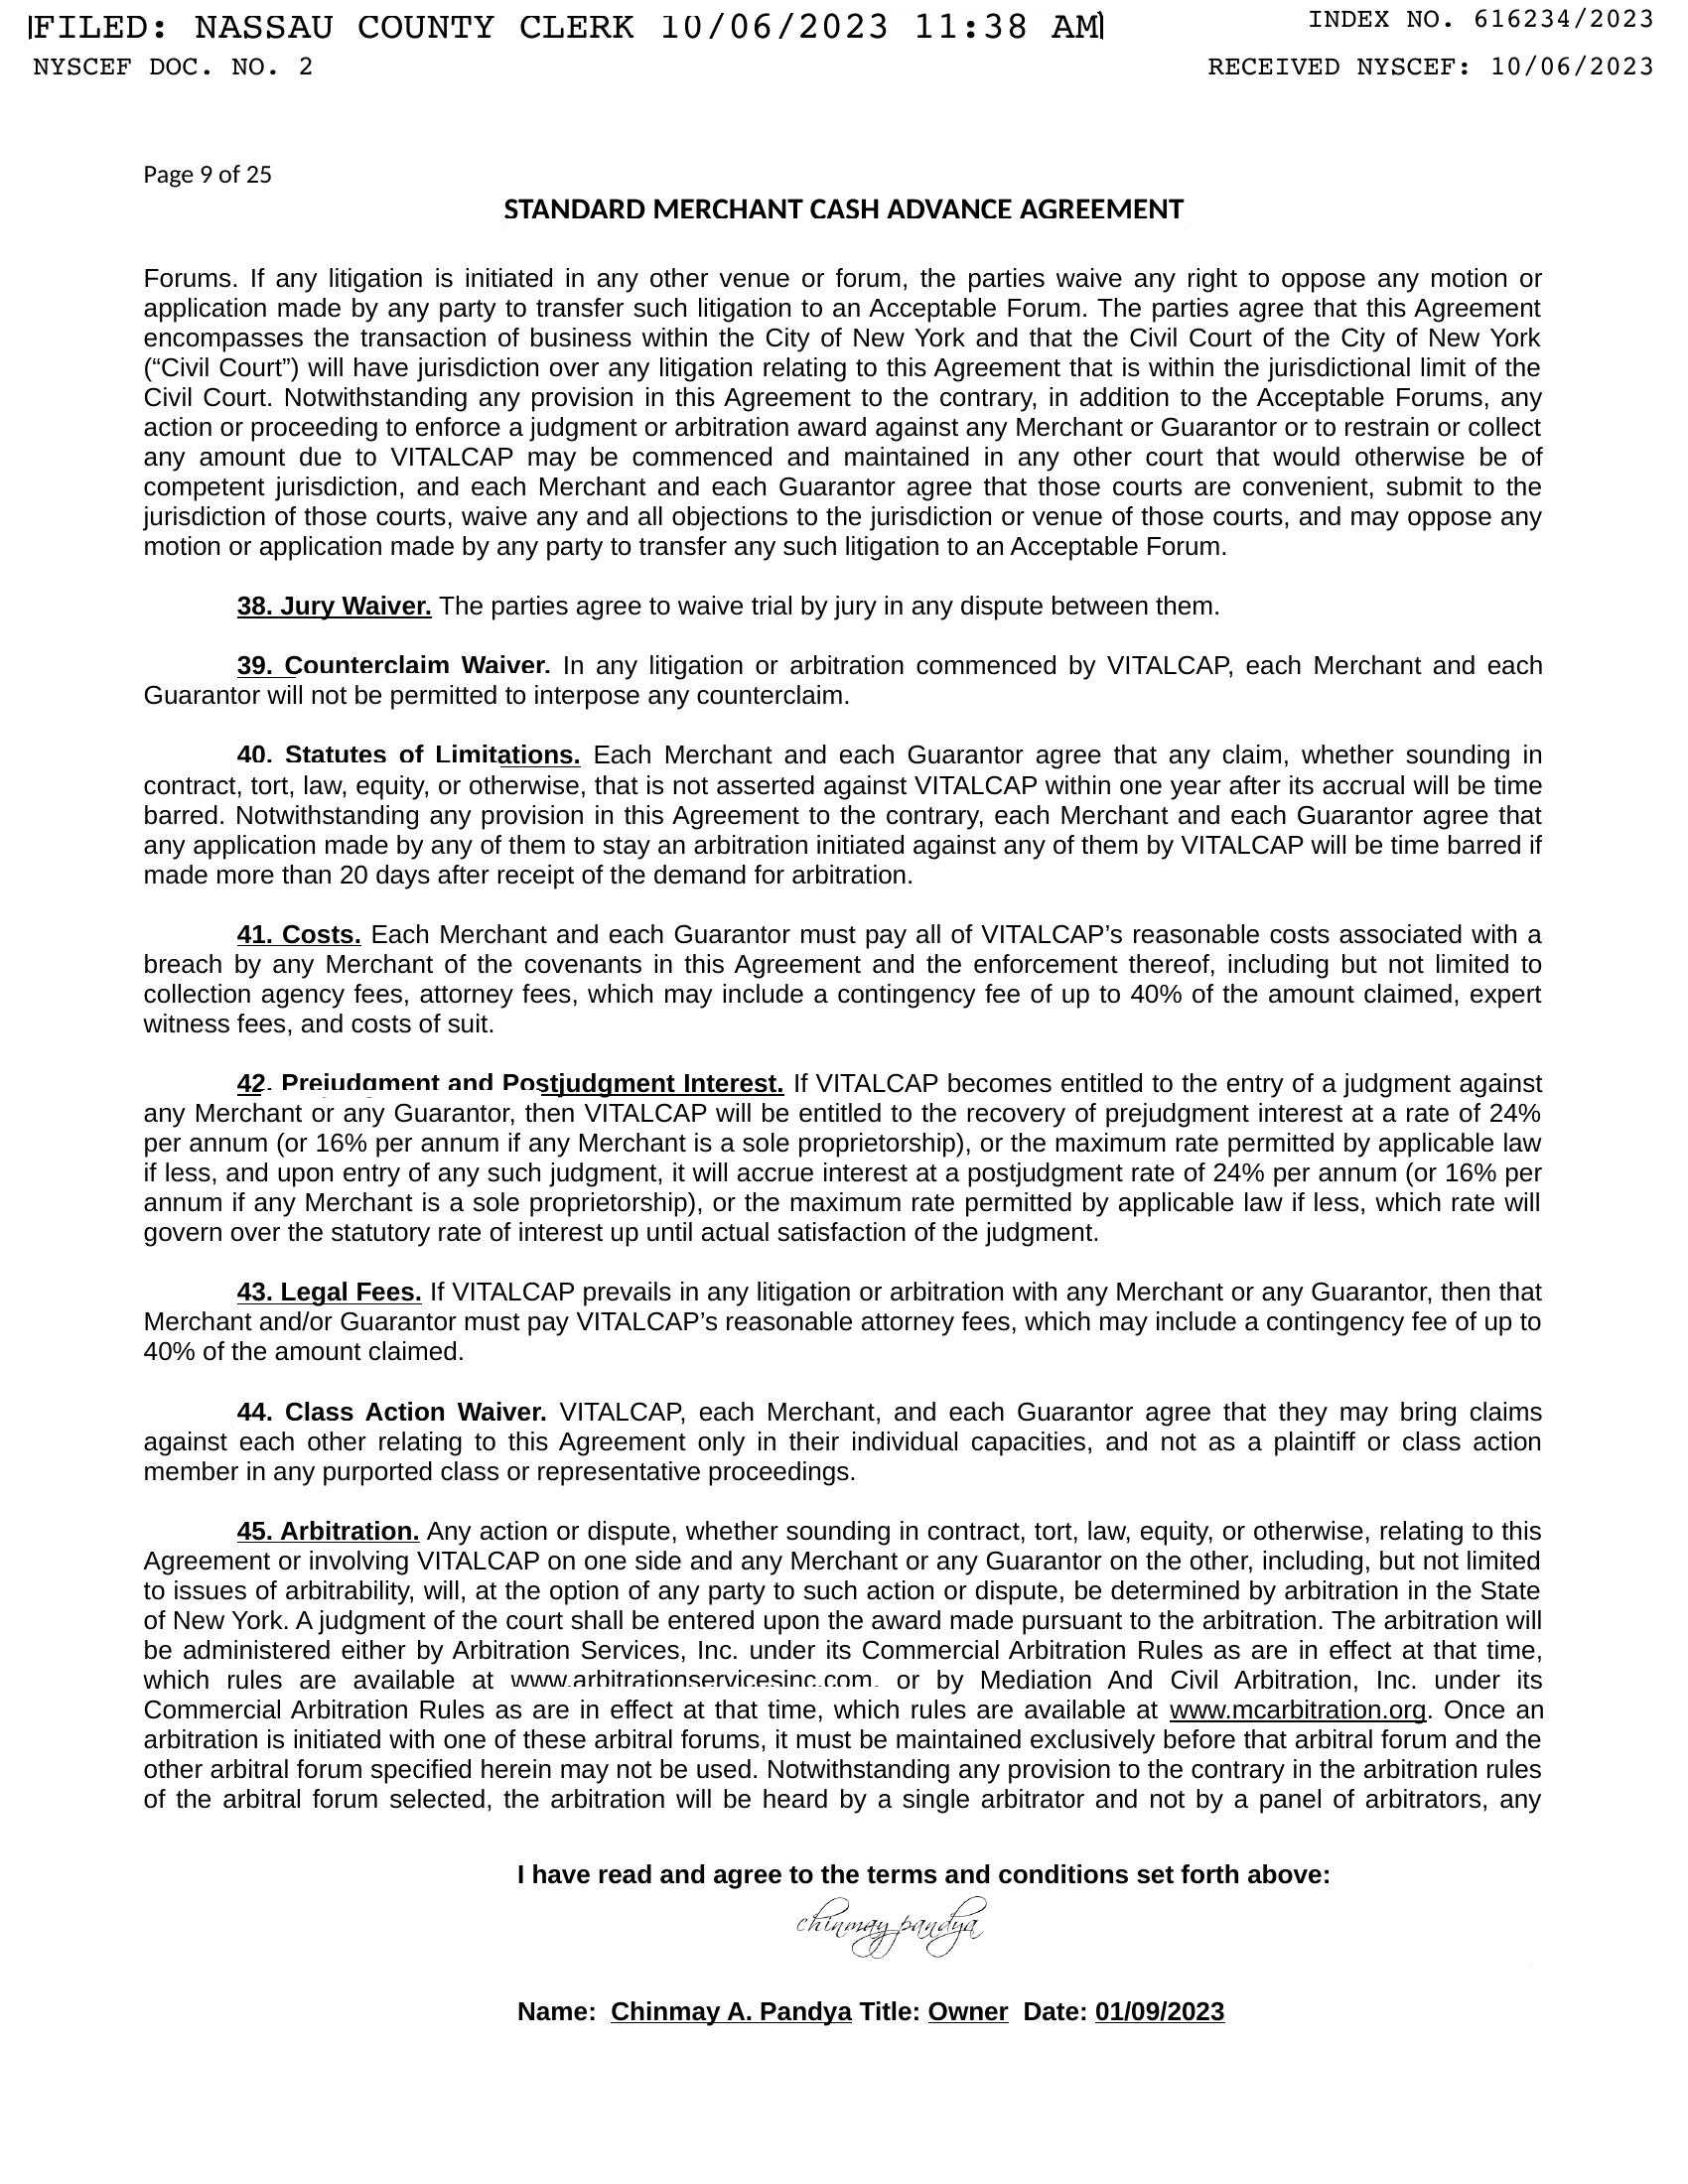 FILED: NASSAU COUNTY CLERK 10/06/2023 11:38 AM
INDEX NO. 616234/2023
NYSCEF DOC. NO. 2
RECEIVED NYSCEF: 10/06/2023
Page 9 of 25
STANDARD MERCHANT CASH ADVANCE AGREEMENT
Forums. If any litigation is initiated in any other venue or forum, the parties waive any right to oppose any motion or
application made by any party to transfer such litigation to an Acceptable Forum. The parties agree that this Agreement
encompasses the transaction of business within the City of New York and that the Civil Court of the City of New York
(“Civil Court”) will have jurisdiction over any litigation relating to this Agreement that is within the jurisdictional limit of the
Civil Court. Notwithstanding any provision in this Agreement to the contrary, in addition to the Acceptable Forums, any
action or proceeding to enforce a judgment or arbitration award against any Merchant or Guarantor or to restrain or collect
any amount due to VITALCAP may be commenced and maintained in any other court that would otherwise be of
competent jurisdiction, and each Merchant and each Guarantor agree that those courts are convenient, submit to the
jurisdiction of those courts, waive any and all objections to the jurisdiction or venue of those courts, and may oppose any
motion or application made by any party to transfer any such litigation to an Acceptable Forum.
38. Jury Waiver. The parties agree to waive trial by jury in any dispute between them.
39. Counterclaim Waiver. In any litigation or arbitration commenced by VITALCAP, each Merchant and each
Guarantor will not be permitted to interpose any counterclaim.
40. Statutes of Limitations. Each Merchant and each Guarantor agree that any claim, whether sounding in
contract, tort, law, equity, or otherwise, that is not asserted against VITALCAP within one year after its accrual will be time
barred. Notwithstanding any provision in this Agreement to the contrary, each Merchant and each Guarantor agree that
any application made by any of them to stay an arbitration initiated against any of them by VITALCAP will be time barred if
made more than 20 days after receipt of the demand for arbitration.
41. Costs. Each Merchant and each Guarantor must pay all of VITALCAP’s reasonable costs associated with a
breach by any Merchant of the covenants in this Agreement and the enforcement thereof, including but not limited to
collection agency fees, attorney fees, which may include a contingency fee of up to 40% of the amount claimed, expert
witness fees, and costs of suit.
42. Prejudgment and Postjudgment Interest. If VITALCAP becomes entitled to the entry of a judgment against
any Merchant or any Guarantor, then VITALCAP will be entitled to the recovery of prejudgment interest at a rate of 24%
per annum (or 16% per annum if any Merchant is a sole proprietorship), or the maximum rate permitted by applicable law
if less, and upon entry of any such judgment, it will accrue interest at a postjudgment rate of 24% per annum (or 16% per
annum if any Merchant is a sole proprietorship), or the maximum rate permitted by applicable law if less, which rate will
govern over the statutory rate of interest up until actual satisfaction of the judgment.
43. Legal Fees. If VITALCAP prevails in any litigation or arbitration with any Merchant or any Guarantor, then that
Merchant and/or Guarantor must pay VITALCAP’s reasonable attorney fees, which may include a contingency fee of up to
40% of the amount claimed.
44. Class Action Waiver. VITALCAP, each Merchant, and each Guarantor agree that they may bring claims
against each other relating to this Agreement only in their individual capacities, and not as a plaintiff or class action
member in any purported class or representative proceedings.
45. Arbitration. Any action or dispute, whether sounding in contract, tort, law, equity, or otherwise, relating to this
Agreement or involving VITALCAP on one side and any Merchant or any Guarantor on the other, including, but not limited
to issues of arbitrability, will, at the option of any party to such action or dispute, be determined by arbitration in the State
of New York. A judgment of the court shall be entered upon the award made pursuant to the arbitration. The arbitration will
be administered either by Arbitration Services, Inc. under its Commercial Arbitration Rules as are in effect at that time,
which rules are available at www.arbitrationservicesinc.com, or by Mediation And Civil Arbitration, Inc. under its
Commercial Arbitration Rules as are in effect at that time, which rules are available at www.mcarbitration.org. Once an
arbitration is initiated with one of these arbitral forums, it must be maintained exclusively before that arbitral forum and the
other arbitral forum specified herein may not be used. Notwithstanding any provision to the contrary in the arbitration rules
of the arbitral forum selected, the arbitration will be heard by a single arbitrator and not by a panel of arbitrators, any
I have read and agree to the terms and conditions set forth above:
chinmay pandya
Name: Chinmay A. Pandya Title: Owner Date: 01/09/2023